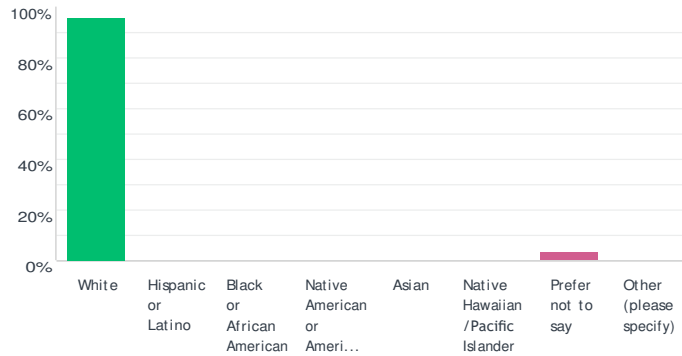 100%
80%
60%
40%
20%
0%
White
Hispanic
or
Latino
Black
or
African
American
Native
American
or
Ameri...
Asian
Native
Hawaiian
/Pacific
Islander
Prefer
not to
say
Other
(please
specify)